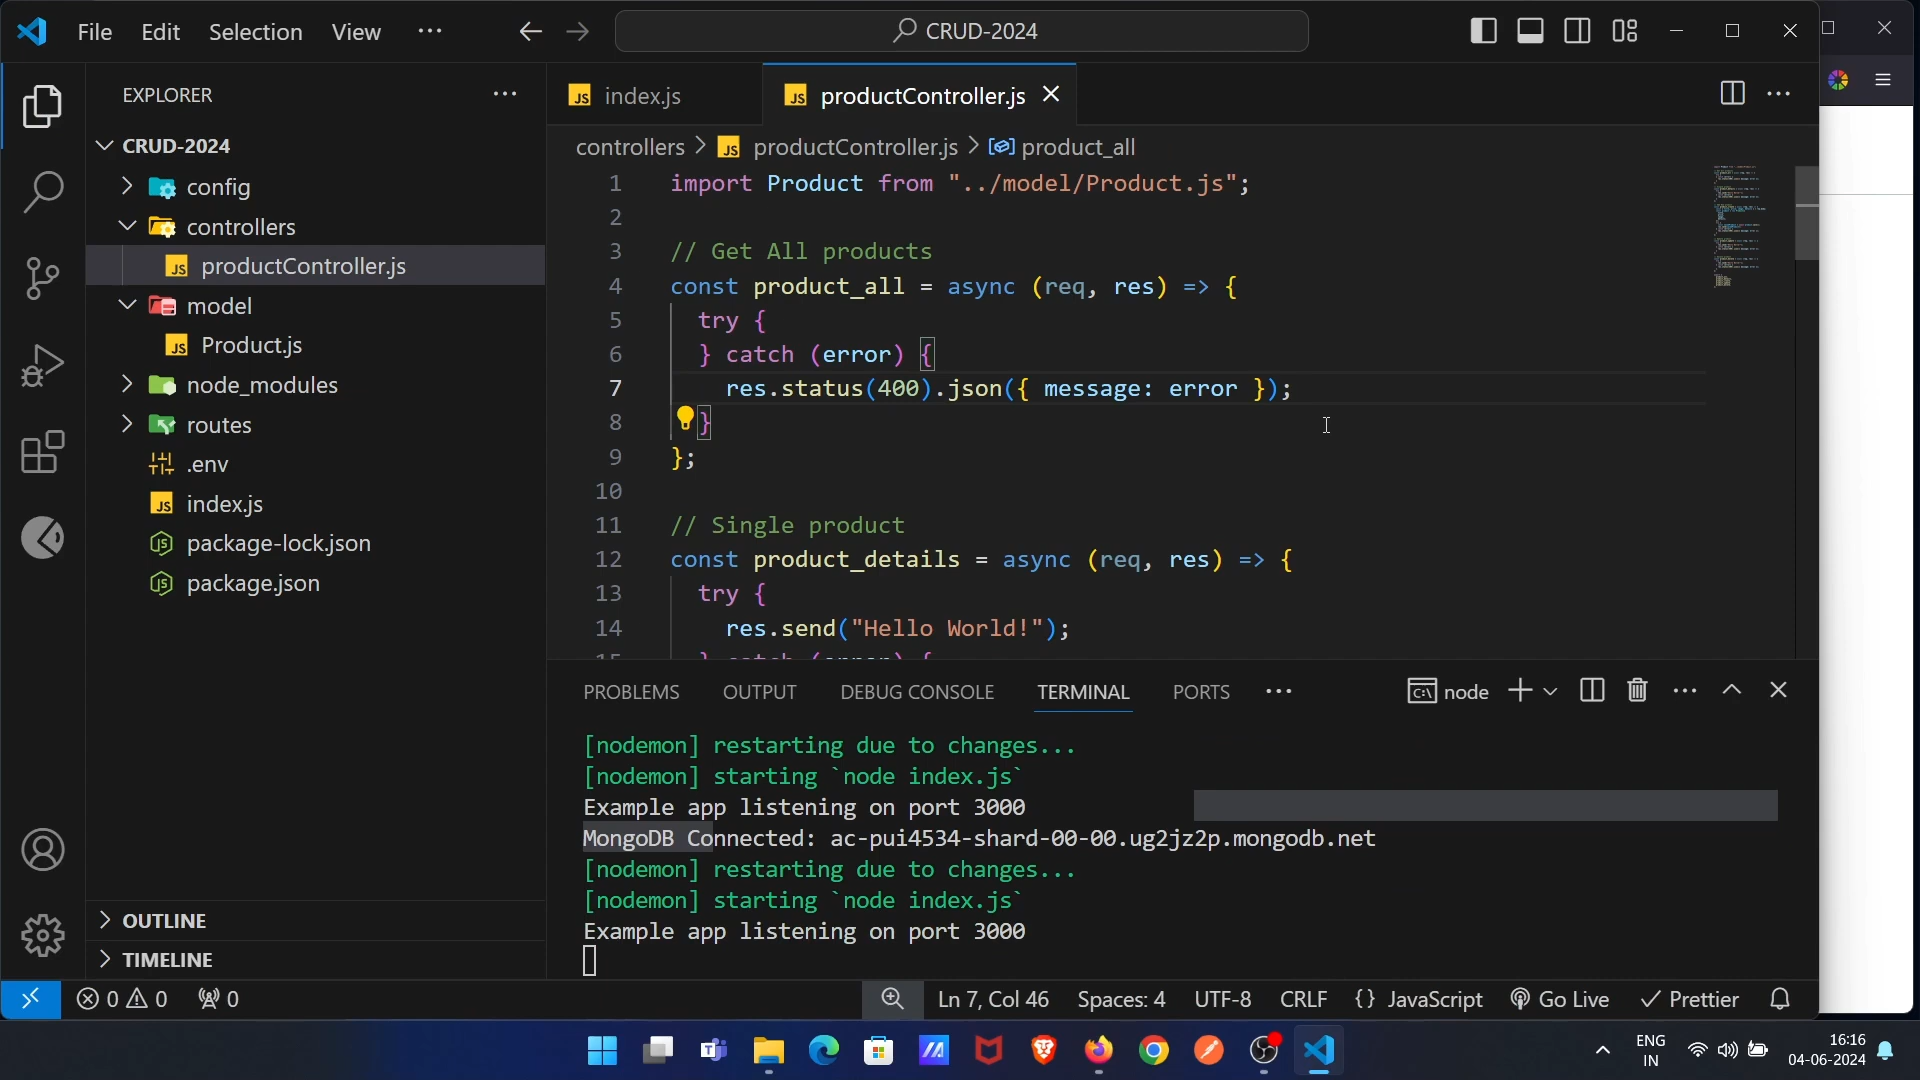 File Edit Selection View ··· CRUD-2024
EXPLORER ···
CRUD-2024
config
controllers
productController.js
model
Product.js
node_modules
routes
.env
index.js
package-lock.json
package.json
OUTLINE
TIMELINE
index.js productController.js
controllers > productController.js > product_all
1 import Product from "../model/Product.js";
2
3 // Get All products
4 const product_all = async (req, res) => {
5 try {
6 } catch (error) {
7 res.status(400).json({ message: error });
8 }
9 };
10
11 // Single product
12 const product_details = async (req, res) => {
13 try {
14 res.send("Hello World!");
15 } catch (error) {
PROBLEMS OUTPUT DEBUG CONSOLE TERMINAL PORTS ··· node
[nodemon] restarting due to changes...
[nodemon] starting `node index.js`
Example app listening on port 3000
MongoDB Connected: ac-pui4534-shard-00-00.ug2jz2p.mongodb.net
[nodemon] restarting due to changes...
[nodemon] starting `node index.js`
Example app listening on port 3000
0 0 0 Ln 7, Col 46 Spaces: 4 UTF-8 CRLF {} JavaScript Go Live Prettier
ENG
IN
16:16
04-06-2024